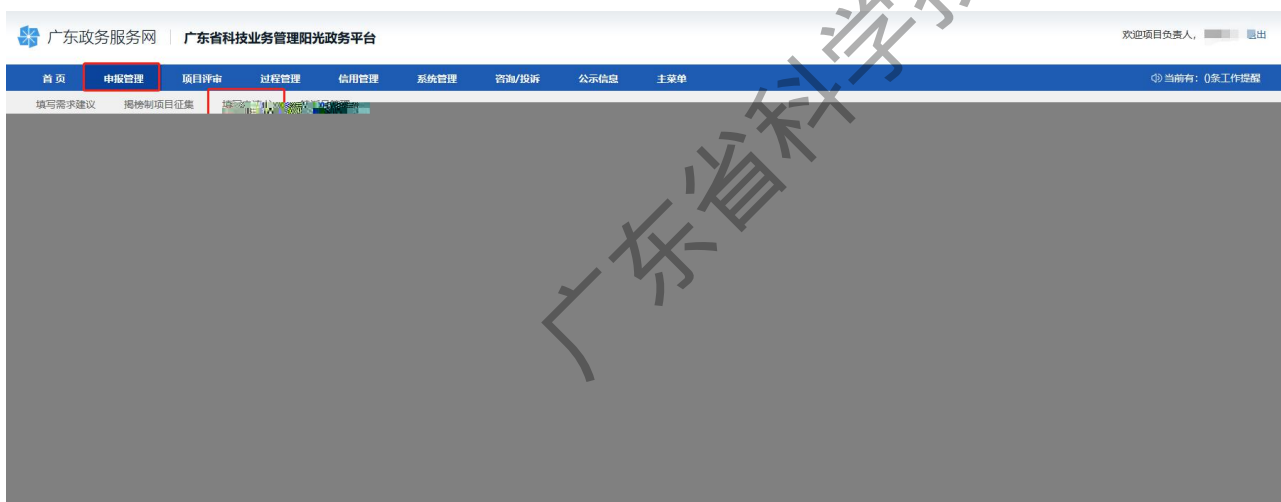 广东政务服务网 广东省科技业务管理阳光政务平台 欢迎项目负责人, 退出
首页 申报管理 项目评审 过程管理 信用管理 系统管理 咨询/投诉 公示信息 主菜单 当前有: 0条工作提醒
填写需求建议 揭榜制项目征集 填写
广东省科学技